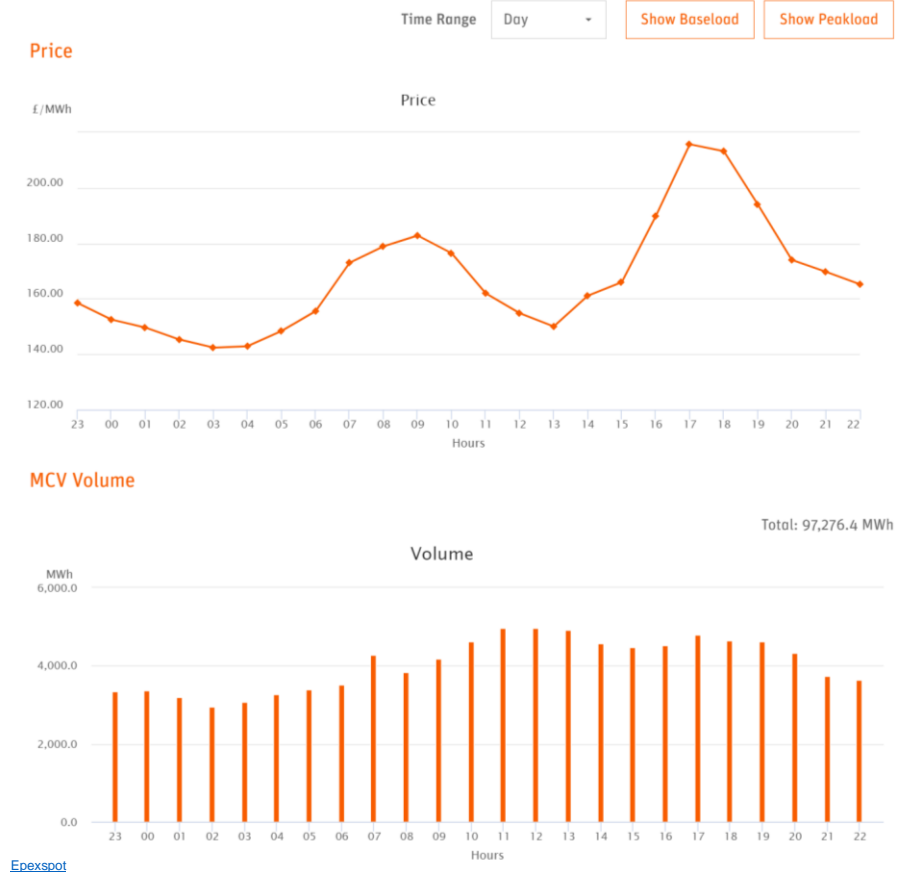 Time Range Day Show Baseload Show Peakload
Price
Price
£/MWh
200.00
180.00
160.00
140.00
120.00
23 00 01 02 03 04 05 06 07 08 09 10 11 12 13 14 15 16 17 18 19 20 21 22
Hours
MCV Volume
Total: 97,276.4 MWh
Volume
MWh
6,000.0
4,000.0
2,000.0
0.0
23 00 01 02 03 04 05 06 07 08 09 10 11 12 13 14 15 16 17 18 19 20 21 22
Hours
Epexspot